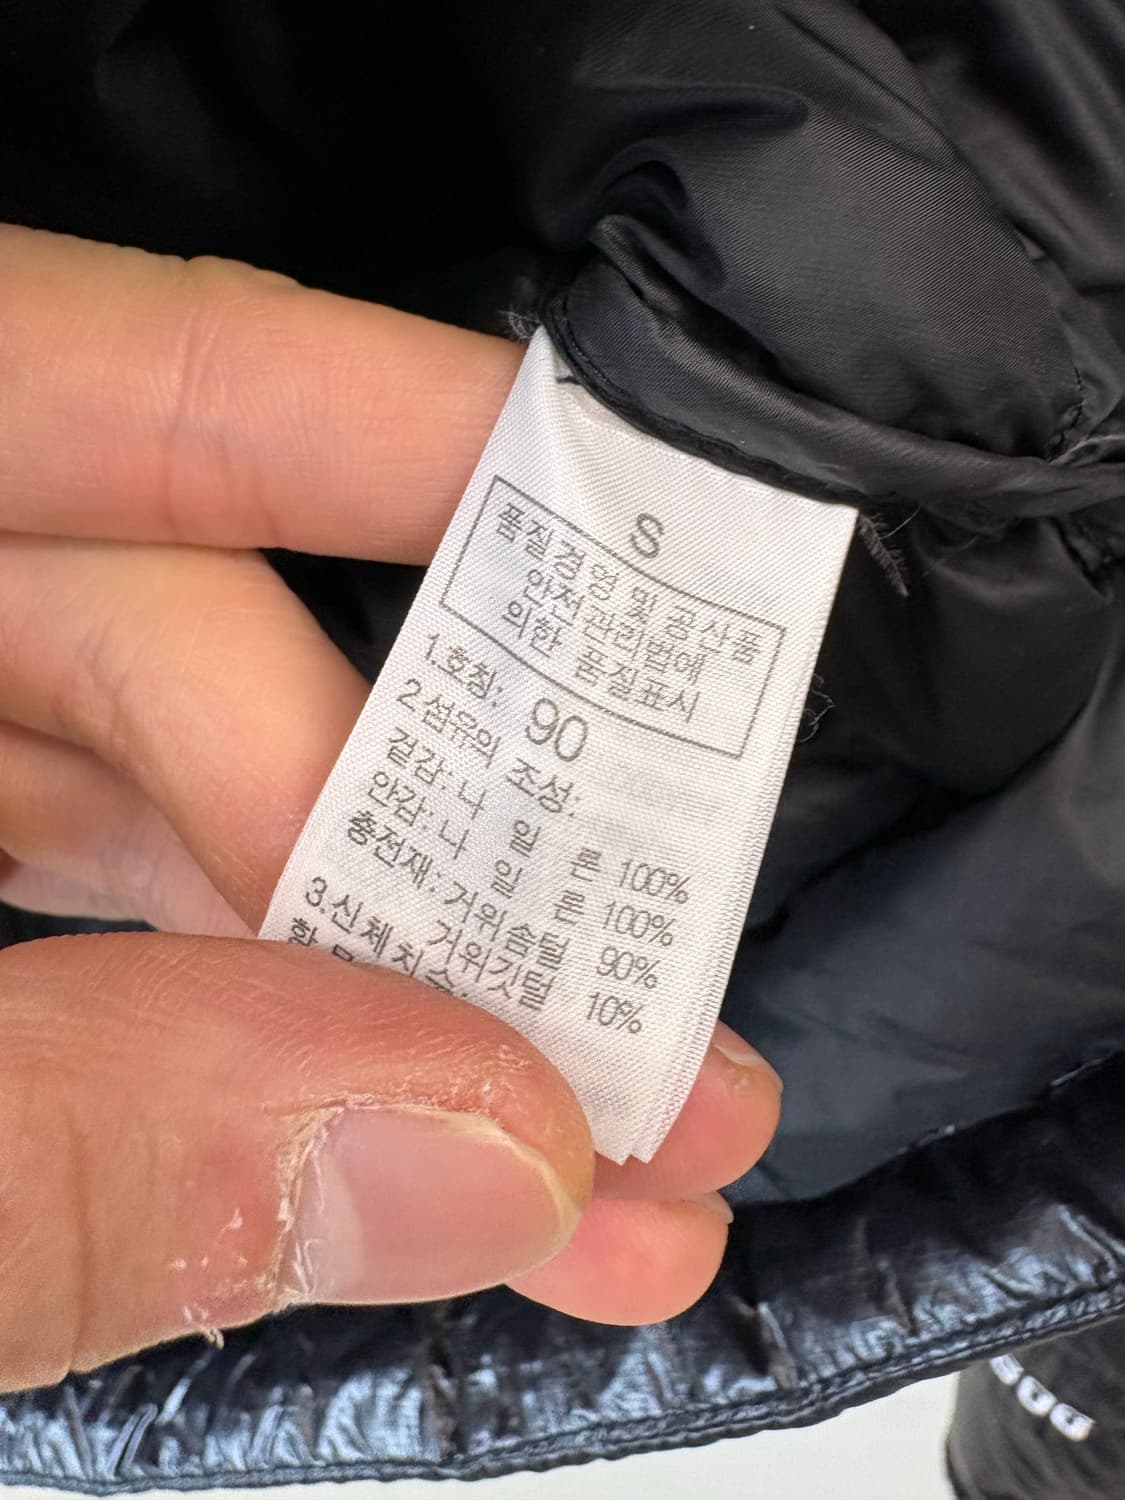 S
품질경영 및 공산품
안전관리법에
의한 품질표시
1.호칭: 90
2.섬유의 조성:
겉감: 나 일 론 100%
안감: 나 일 론 100%
충전재: 거위솜털 90%
거위깃털 10%
3.신체치수: